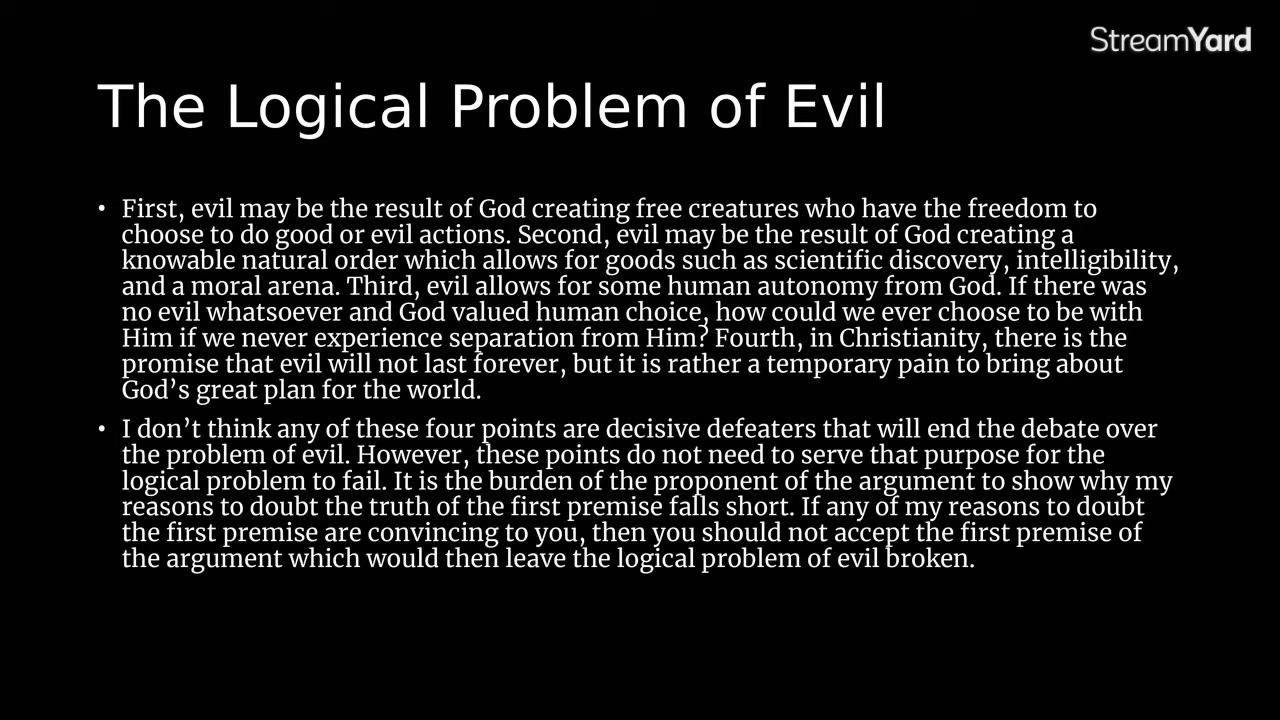 StreamYard
The Logical Problem of Evil
• First, evil may be the result of God creating free creatures who have the freedom to
choose to do good or evil actions. Second, evil may be the result of God creating a
knowable natural order which allows for goods such as scientific discovery, intelligibility,
and a moral arena. Third, evil allows for some human autonomy from God. If there was
no evil whatsoever and God valued human choice, how could we ever choose to be with
Him if we never experience separation from Him? Fourth, in Christianity, there is the
promise that evil will not last forever, but it is rather a temporary pain to bring about
God’s great plan for the world.
• I don’t think any of these four points are decisive defeaters that will end the debate over
the problem of evil. However, these points do not need to serve that purpose for the
logical problem to fail. It is the burden of the proponent of the argument to show why my
reasons to doubt the truth of the first premise falls short. If any of my reasons to doubt
the first premise are convincing to you, then you should not accept the first premise of
the argument which would then leave the logical problem of evil broken.